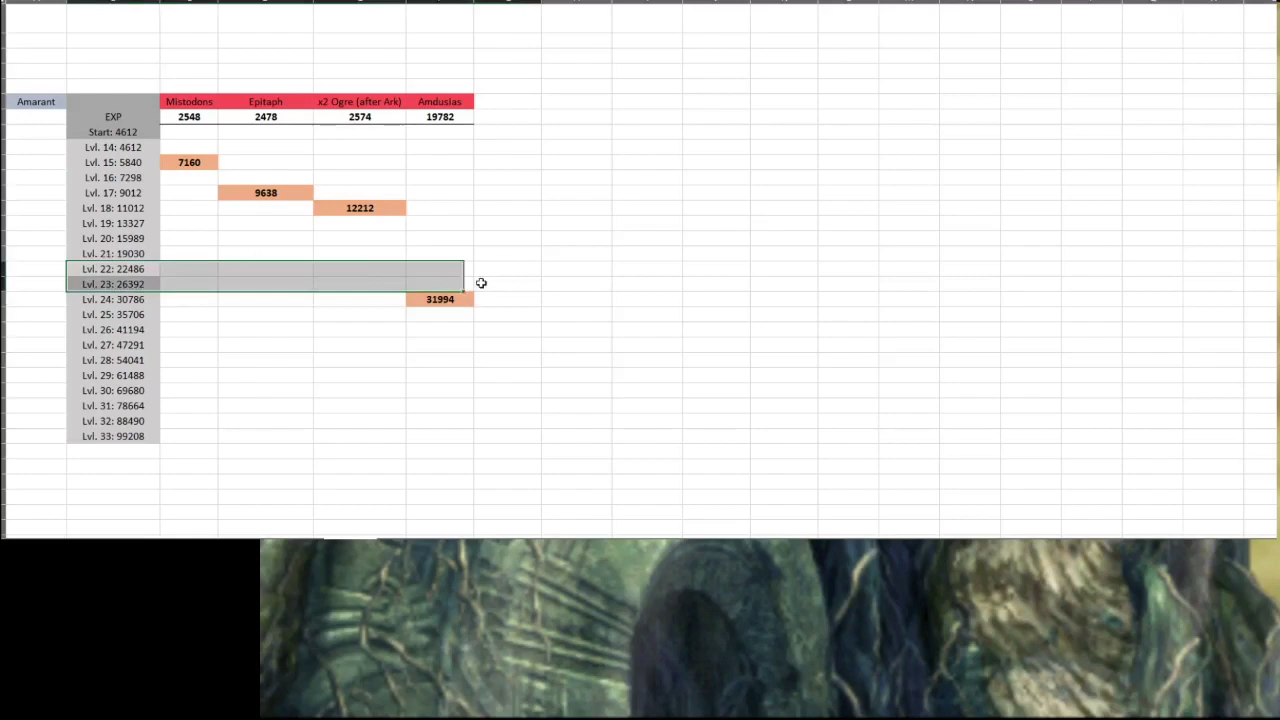 Amarant Mistodons Epitaph x2 Ogre (after Ark) Amdusias
EXP 2548 2478 2574 19782
Start: 4612
Lvl. 14: 4612
Lvl. 15: 5840 7160
Lvl. 16: 7298
Lvl. 17: 9012 9638
Lvl. 18: 11012 12212
Lvl. 19: 13327
Lvl. 20: 15989
Lvl. 21: 19030
Lvl. 22: 22486
Lvl. 23: 26392
Lvl. 24: 30786 31994
Lvl. 25: 35706
Lvl. 26: 41194
Lvl. 27: 47291
Lvl. 28: 54041
Lvl. 29: 61488
Lvl. 30: 69680
Lvl. 31: 78664
Lvl. 32: 88490
Lvl. 33: 99208